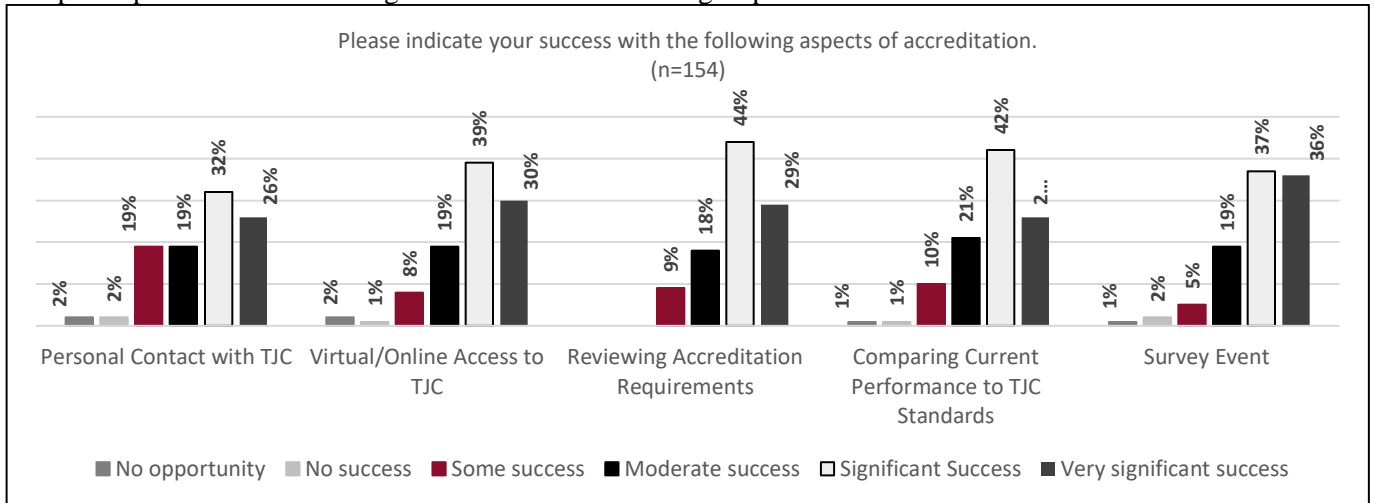 Please indicate your success with the following aspects of accreditation.
(n=154)
2%
2%
19%
19%
32%
26%
2%
1%
8%
19%
39%
30%
9%
18%
44%
29%
1%
1%
10%
21%
42%
2...
1%
2%
5%
19%
37%
36%
Personal Contact with TJC
Virtual/Online Access to
TJC
Reviewing Accreditation
Requirements
Comparing Current
Performance to TJC
Standards
Survey Event
No opportunity
No success
Some success
Moderate success
Significant Success
Very significant success